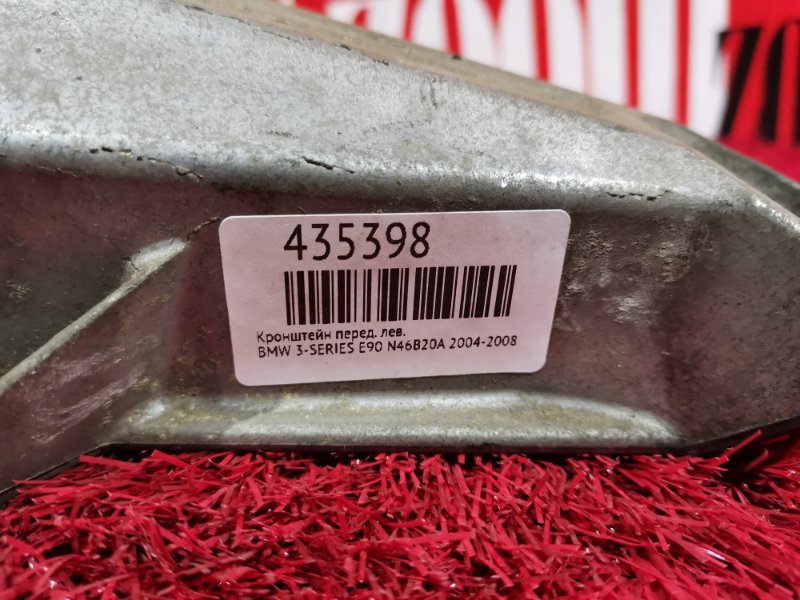 435398
Кронштейн перед. лев.
BMW 3-SERIES E90 N46B20A 2004-2008